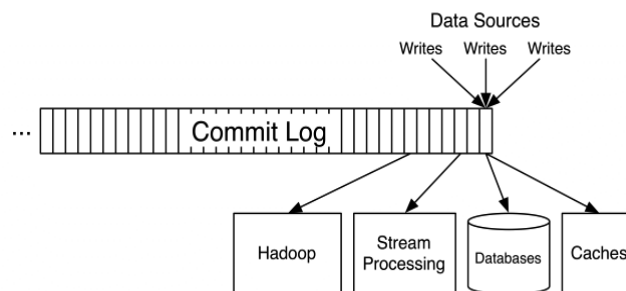 Data Sources
Writes Writes Writes
...
Commit Log
Hadoop
Stream
Processing
Databases
Caches